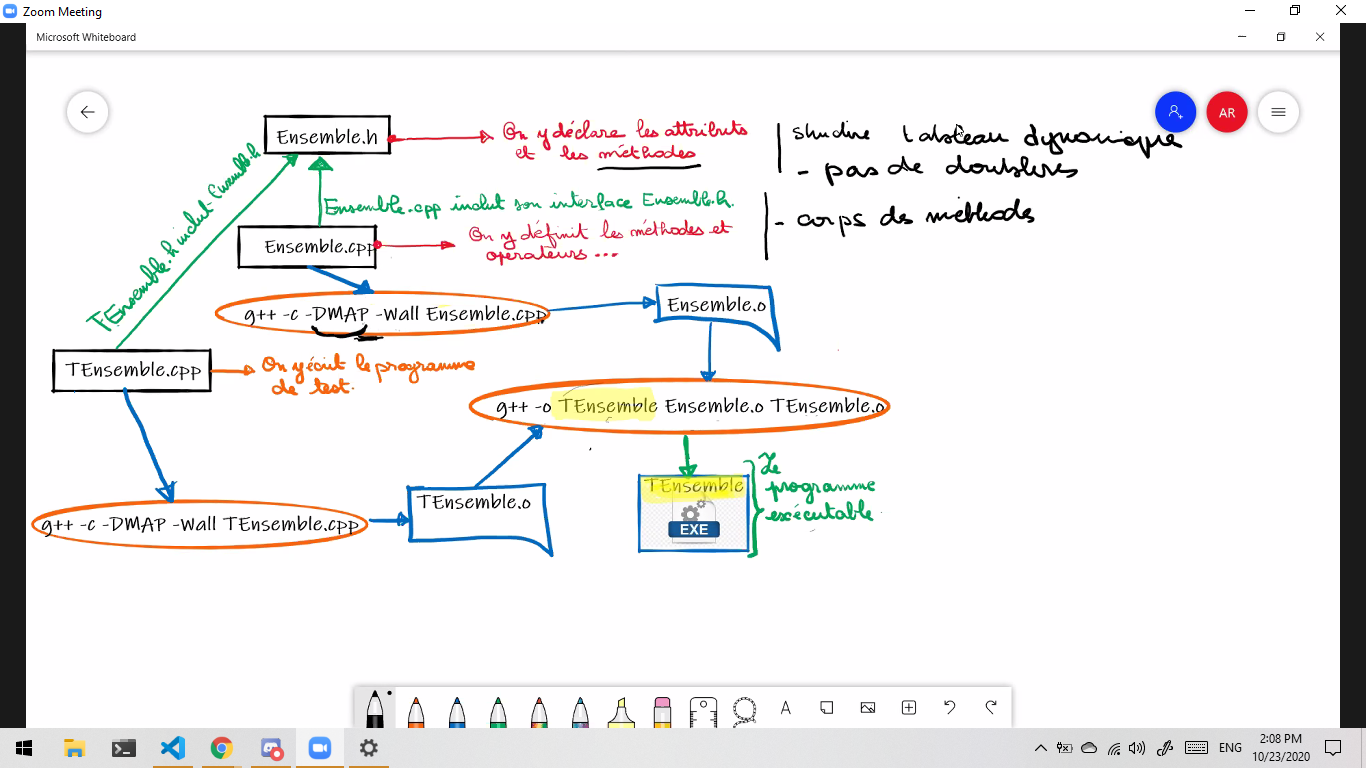 Zoom Meeting
Microsoft Whiteboard
AR
Ensemble.h
On y déclare les attributs
et les méthodes
tableau dynamique
- pas de doublons
TEnsemble.h inclut Ensemble.h
Ensemble.cpp inclut son interface Ensemble.h.
- corps des méthodes
Ensemble.cpp
On y définit les méthodes et
opérateurs ...
g++ -c -DMAP -Wall Ensemble.cpp
Ensemble.o
TEnsemble.cpp
On y écrit le programme
de test.
g++ -o TEnsemble Ensemble.o TEnsemble.o
TEnsemble
EXE
Le
programme
exécutable
TEnsemble.o
g++ -c -DMAP -Wall TEnsemble.cpp
A
ENG
2:08 PM
10/23/2020